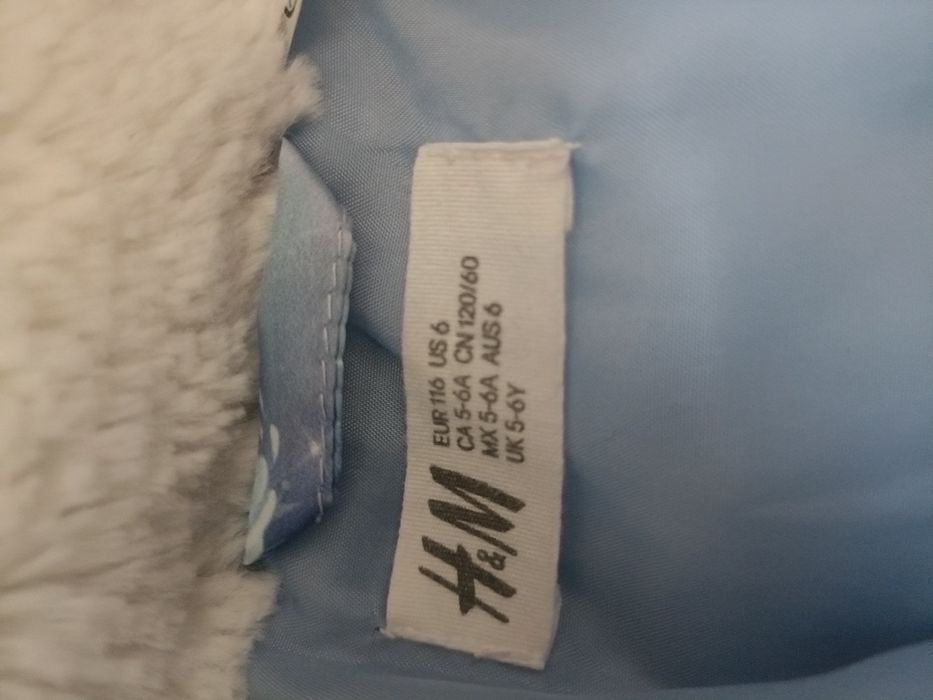 H&M
EUR 116 US 6
CA 5-6A CN 120/60
MX 5-6A AUS 6
UK 5-6Y